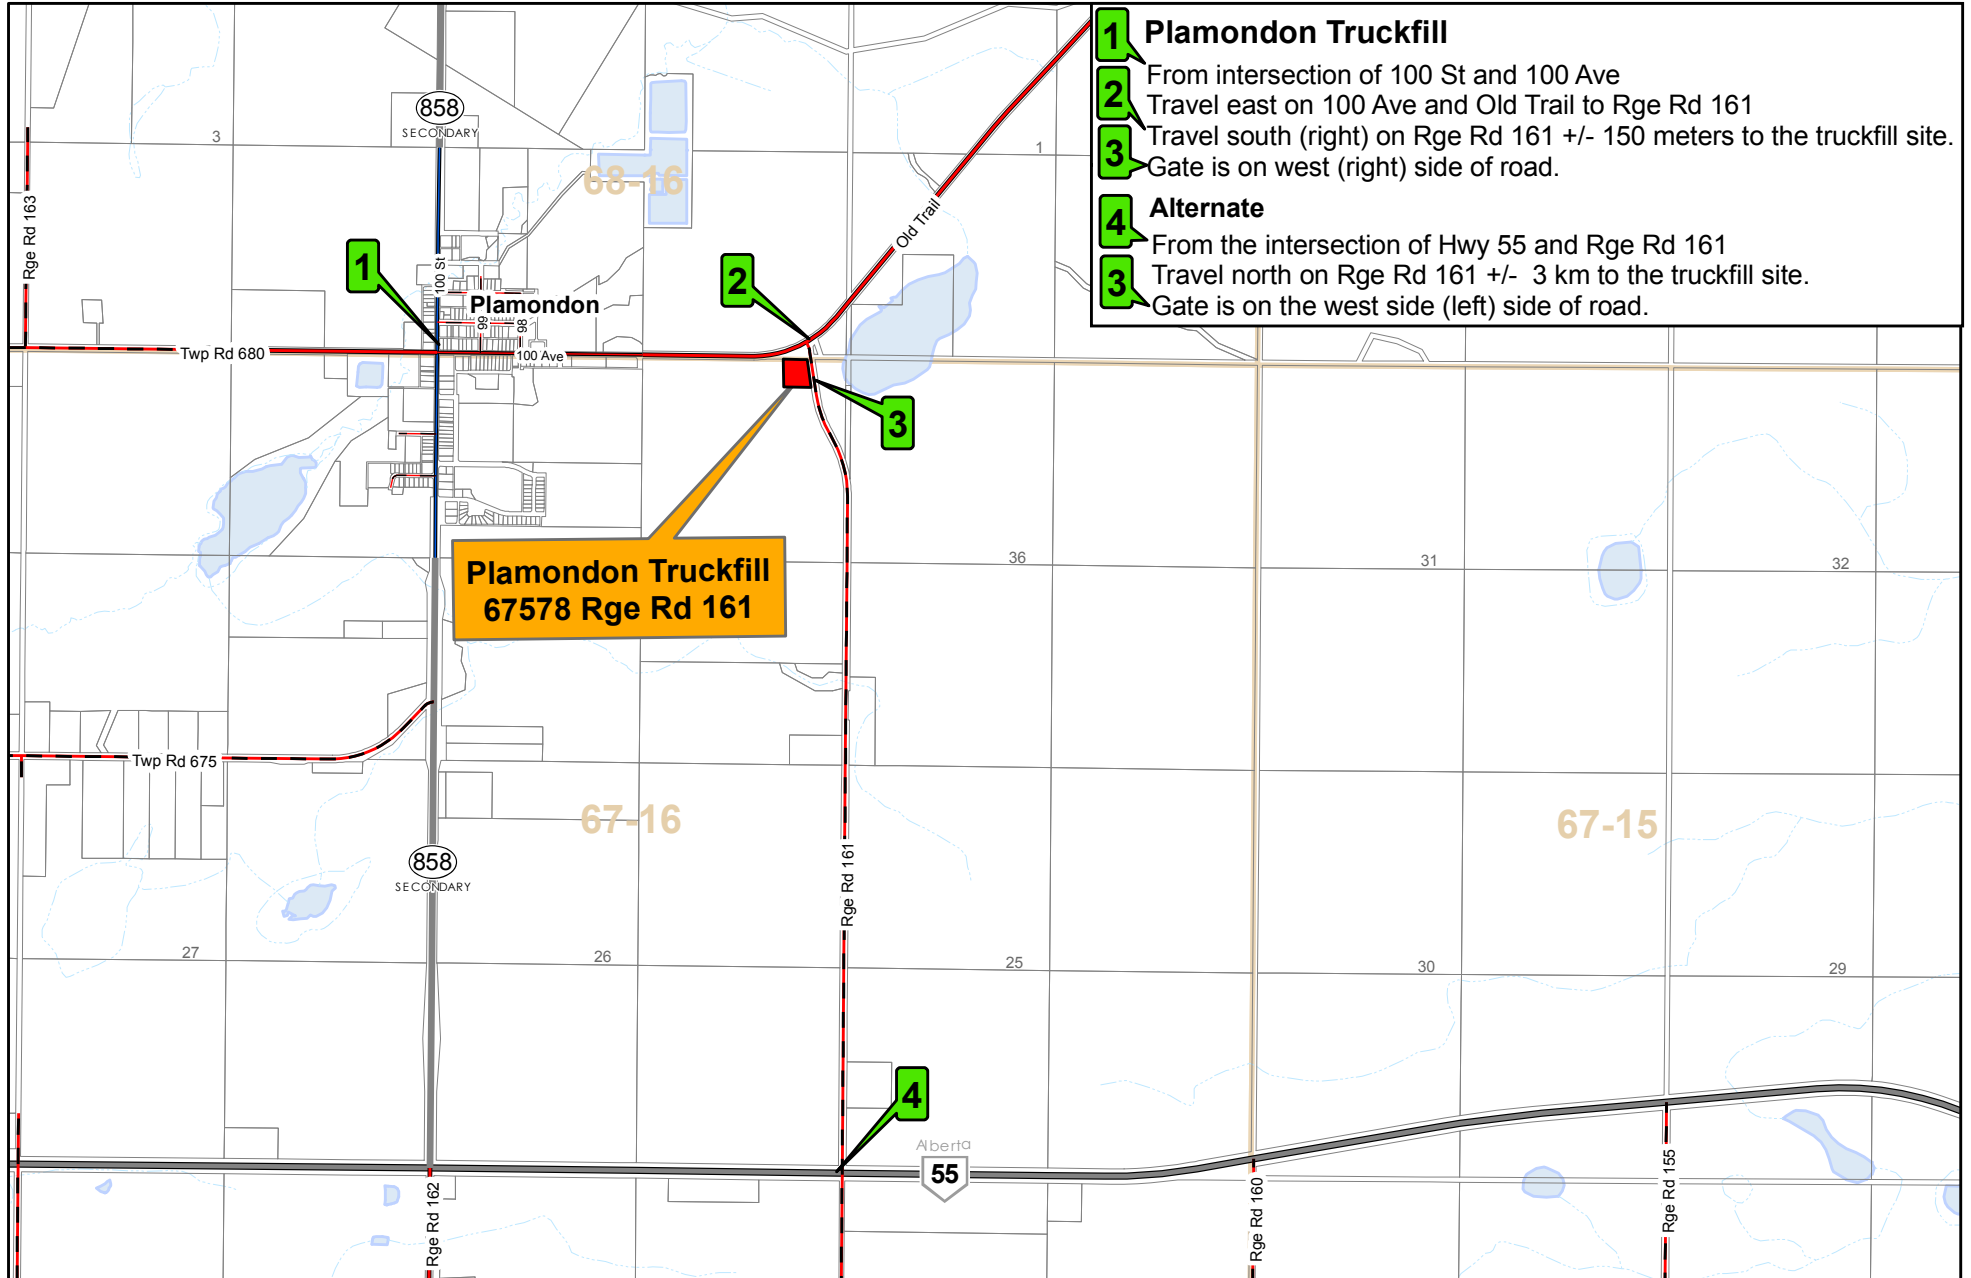 1 Plamondon Truckfill
From intersection of 100 St and 100 Ave
2
Travel east on 100 Ave and Old Trail to Rge Rd 161
Travel south (right) on Rge Rd 161 +/- 150 meters to the truckfill site.
3
Gate is on west (right) side of road.
4 Alternate
From the intersection of Hwy 55 and Rge Rd 161
Travel north on Rge Rd 161 +/- 3 km to the truckfill site.
3
Gate is on the west side (left) side of road.
858
SECONDARY
3
1
68-16
Rge Rd 163
Old Trail
100 St
1
2
Plamondon
99
98
Twp Rd 680
100 Ave
3
Plamondon Truckfill
67578 Rge Rd 161
36
31
32
Twp Rd 675
67-16
67-15
858
SECONDARY
Rge Rd 161
27
26
25
30
29
4
Alberta
55
Rge Rd 162
Rge Rd 160
Rge Rd 155